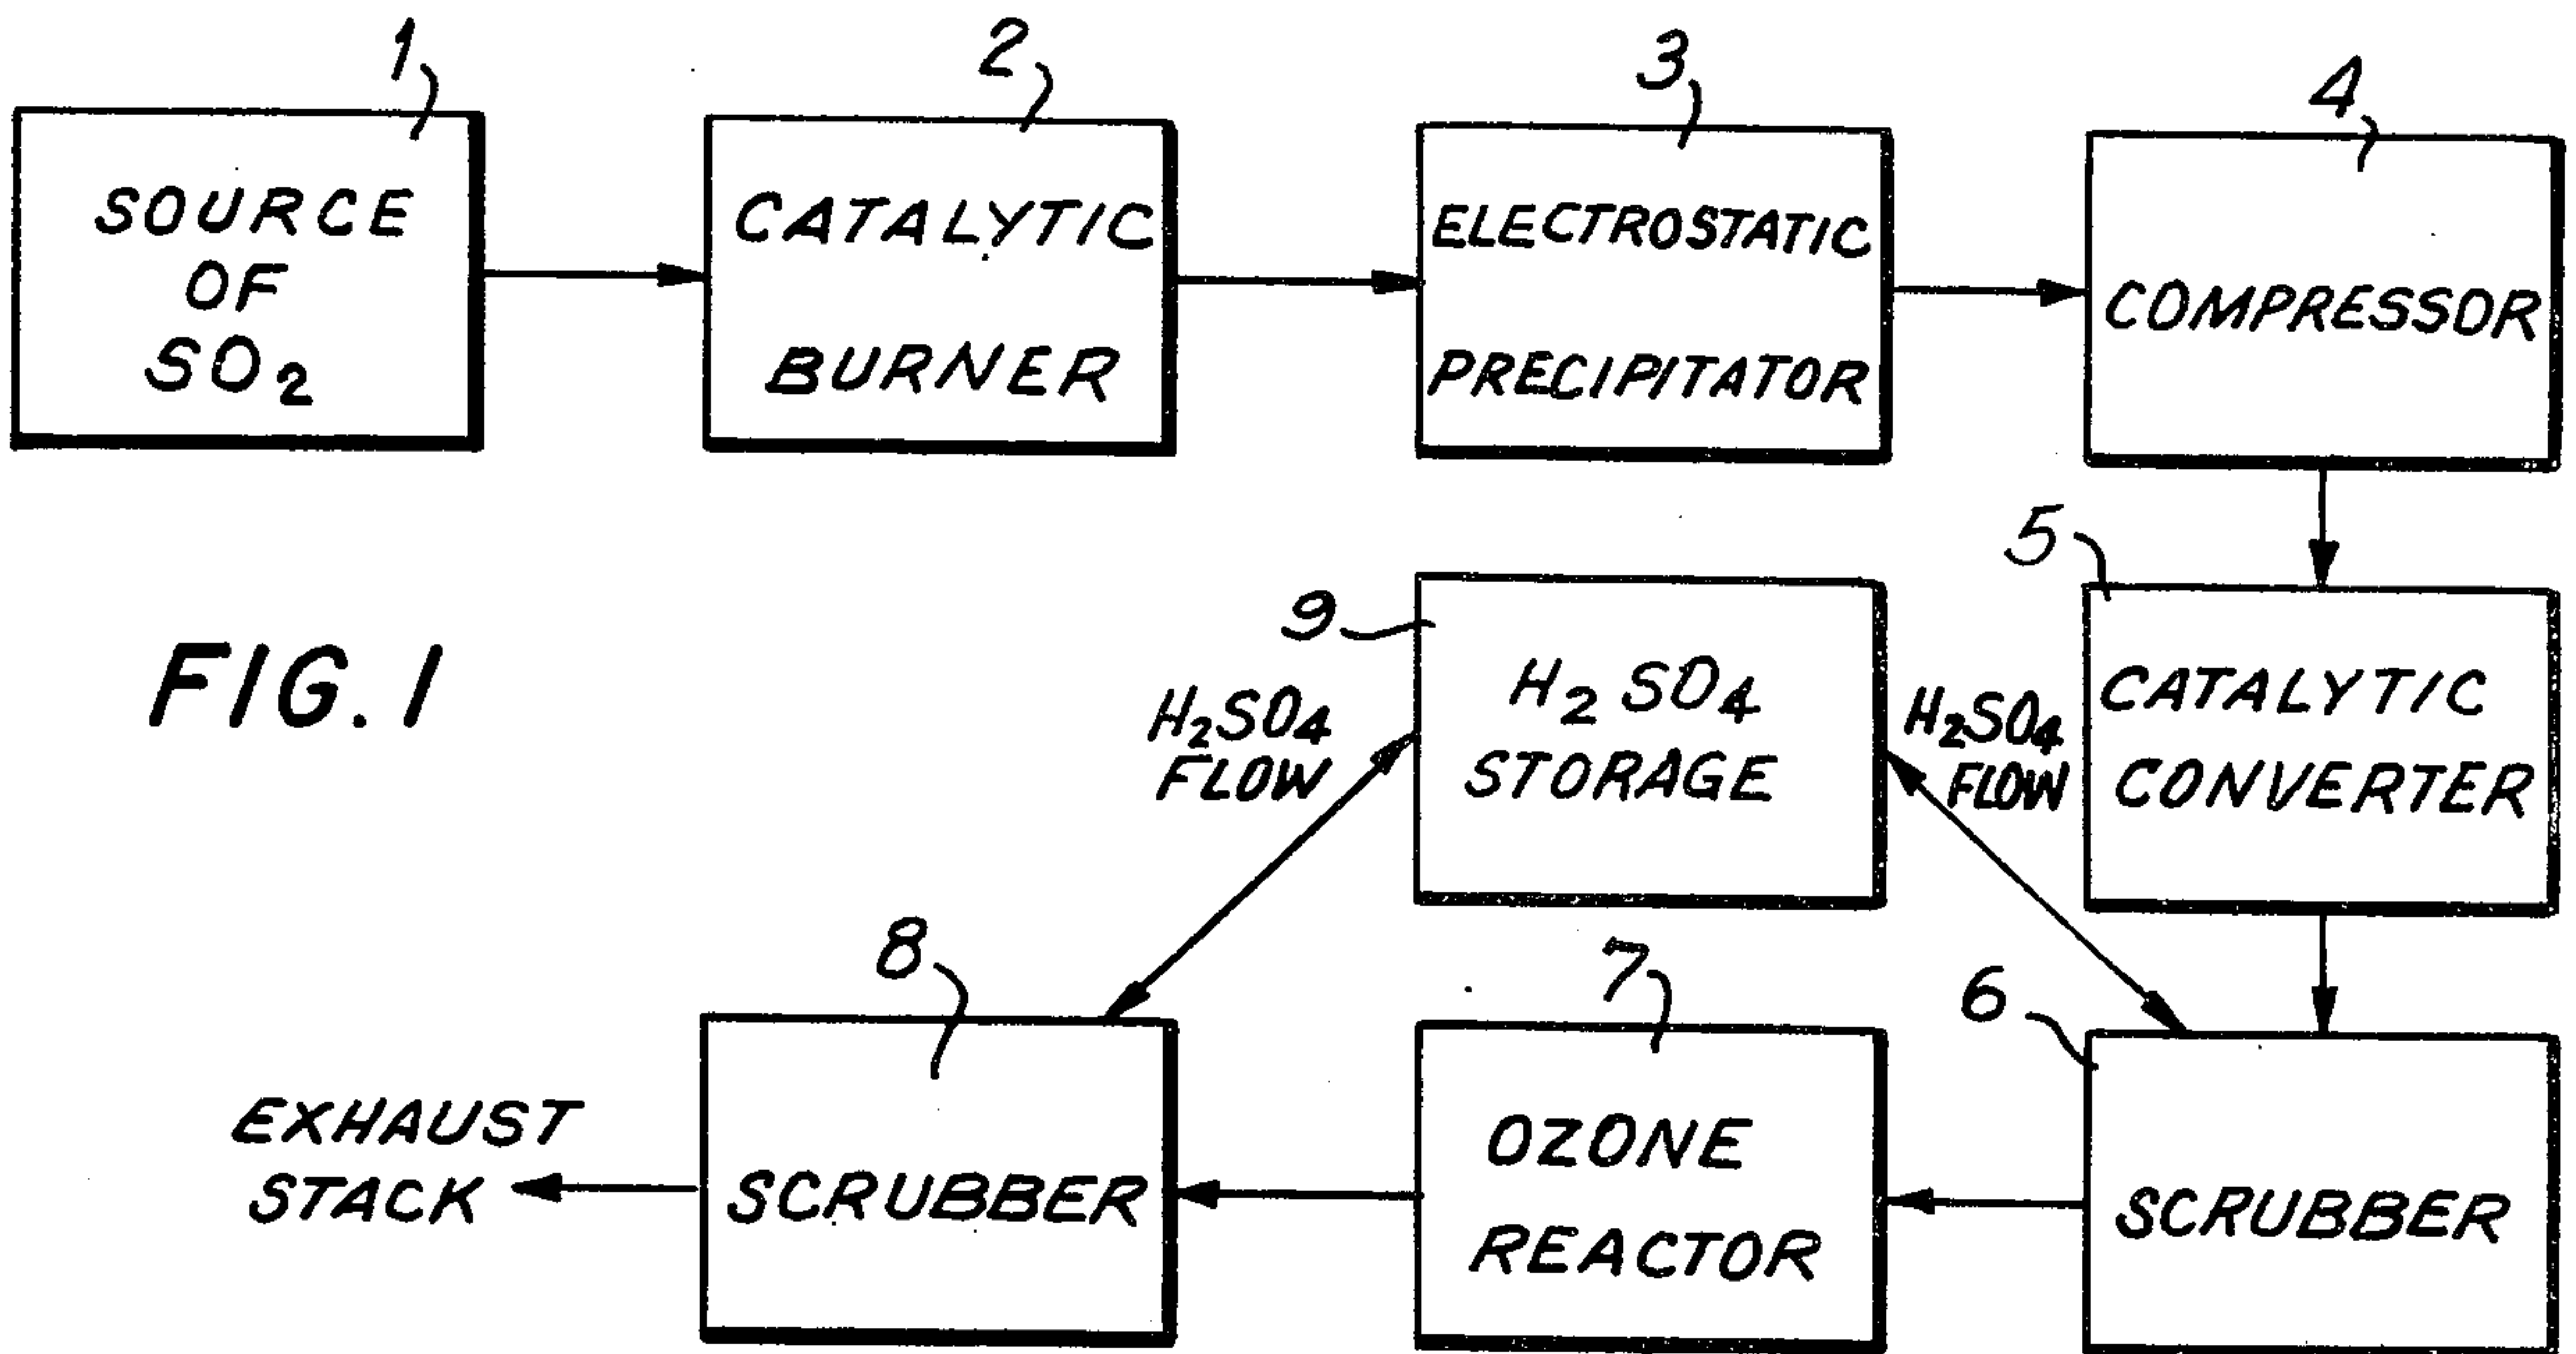 1
SOURCE
OF
SO₂
2
CATALYTIC
BURNER
3
ELECTROSTATIC
PRECIPITATOR
4
COMPRESSOR
5
CATALYTIC
CONVERTER
FIG. 1
9
H₂SO₄
STORAGE
H₂SO₄
FLOW
H₂SO₄
FLOW
6
SCRUBBER
7
OZONE
REACTOR
8
SCRUBBER
EXHAUST
STACK